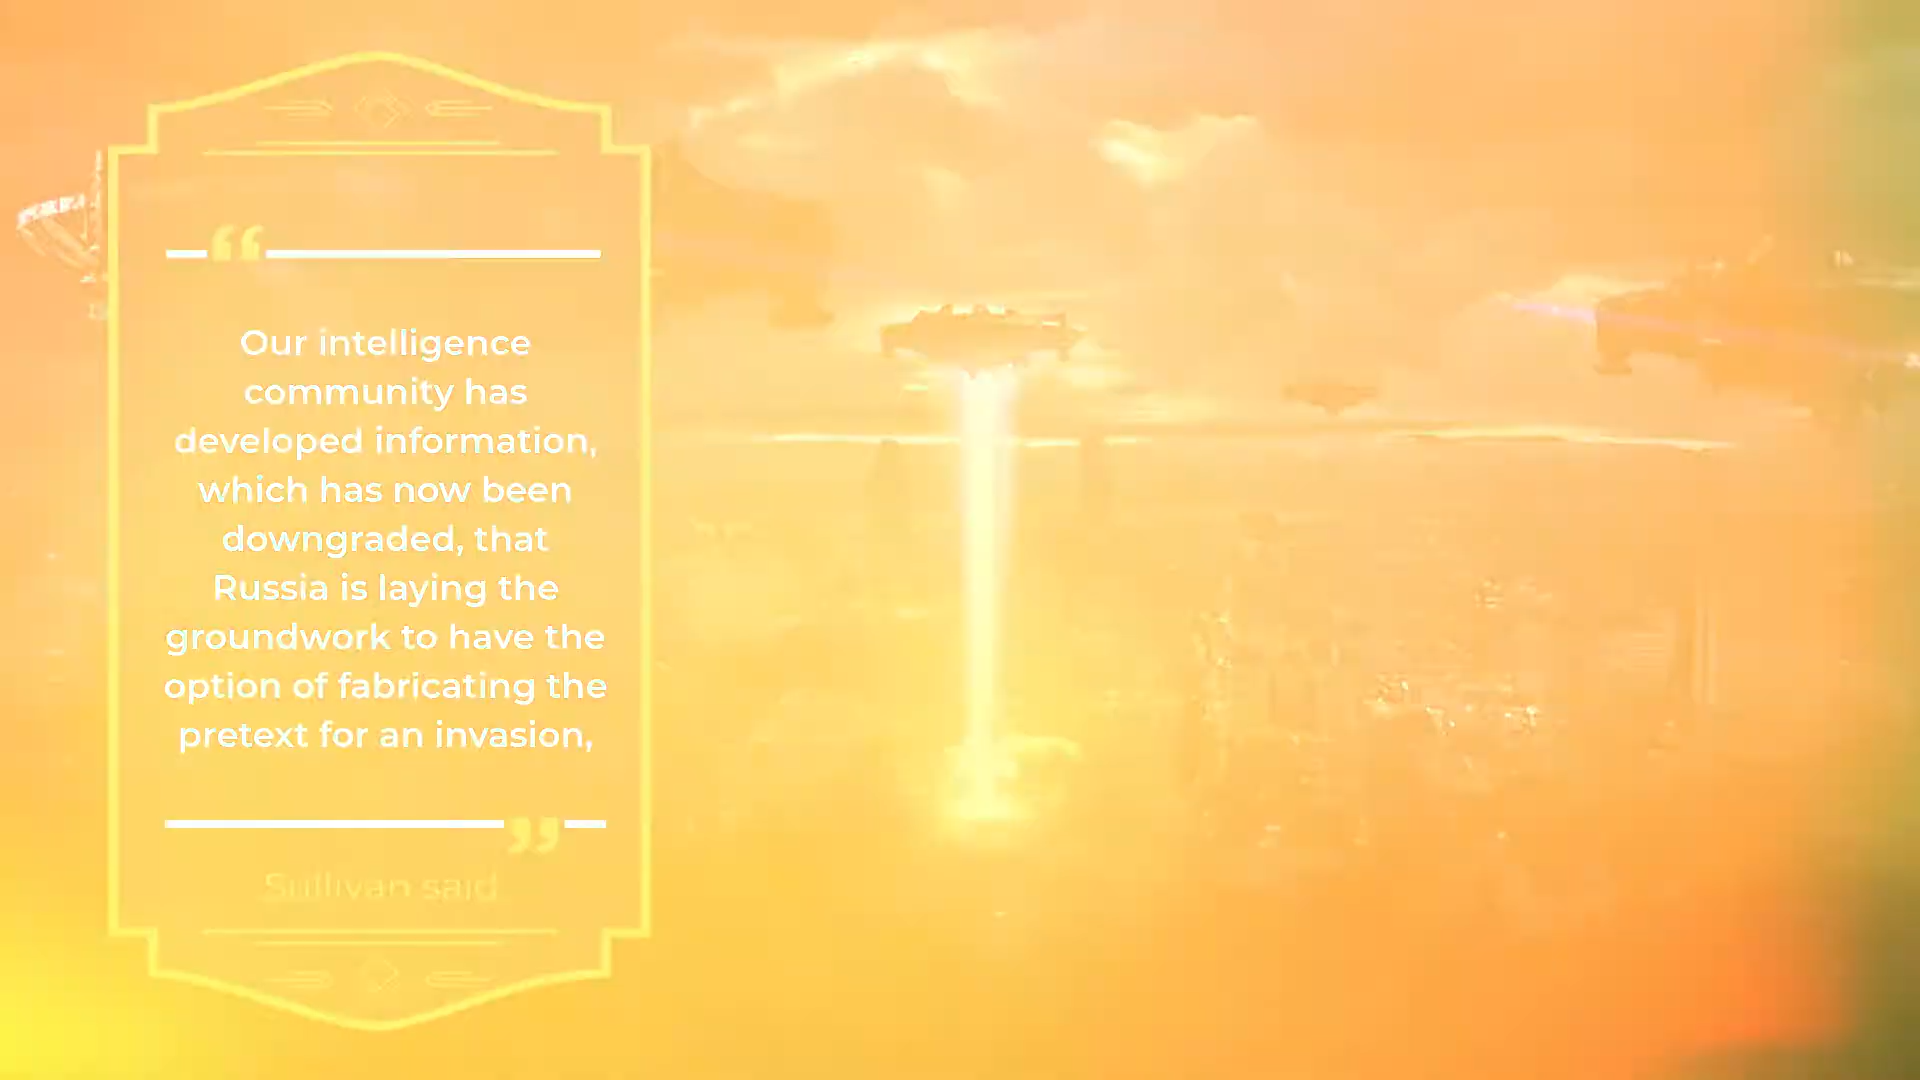 “
Our intelligence
community has
developed information,
which has now been
downgraded, that
Russia is laying the
groundwork to have the
option of fabricating the
pretext for an invasion,
”
Sullivan said.